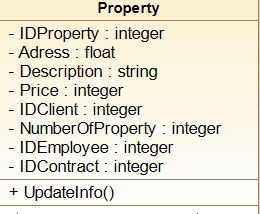 Property
- IDProperty : integer
- Adress : float
- Description : string
- Price : integer
- IDClient : integer
- NumberOfProperty : integer
- IDEmployee : integer
- IDContract : integer
+ UpdateInfo()